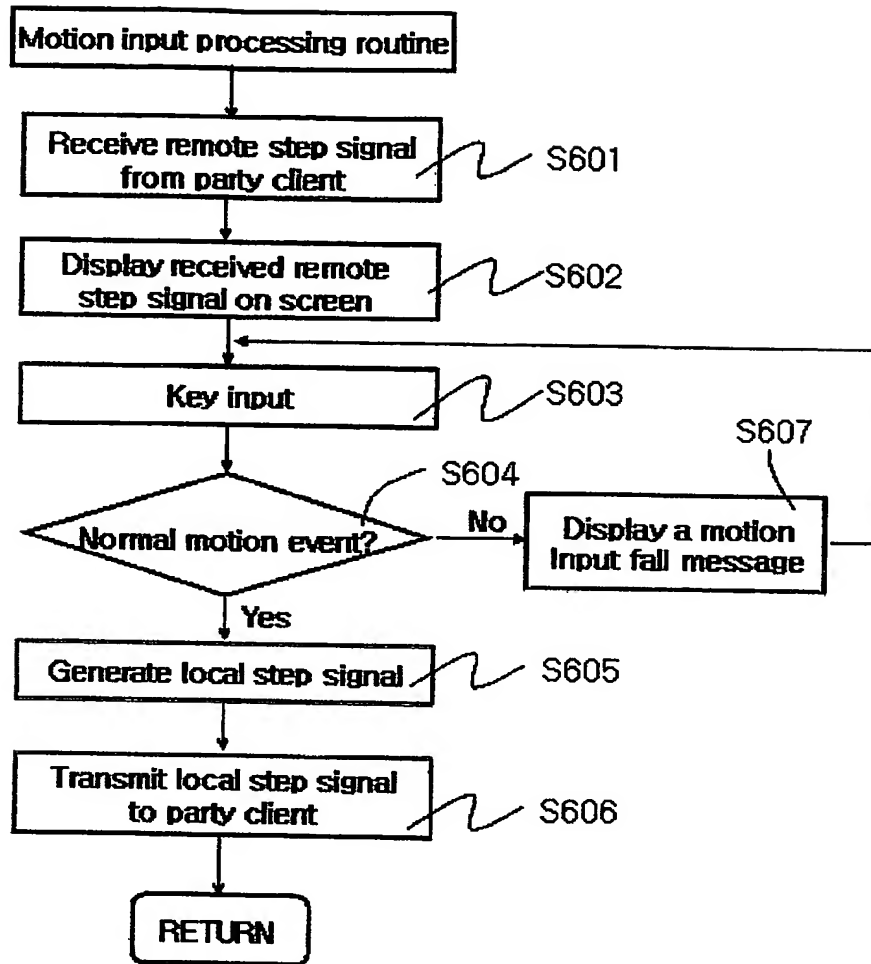 Motion input processing routine
Receive remote step signal
from party client
S601
Display received remote
step signal on screen
S602
Key input
S603
S604
Normal motion event?
No
S607
Display a motion
Input fall message
Yes
Generate local step signal
S605
Transmit local step signal
to party client
S606
RETURN